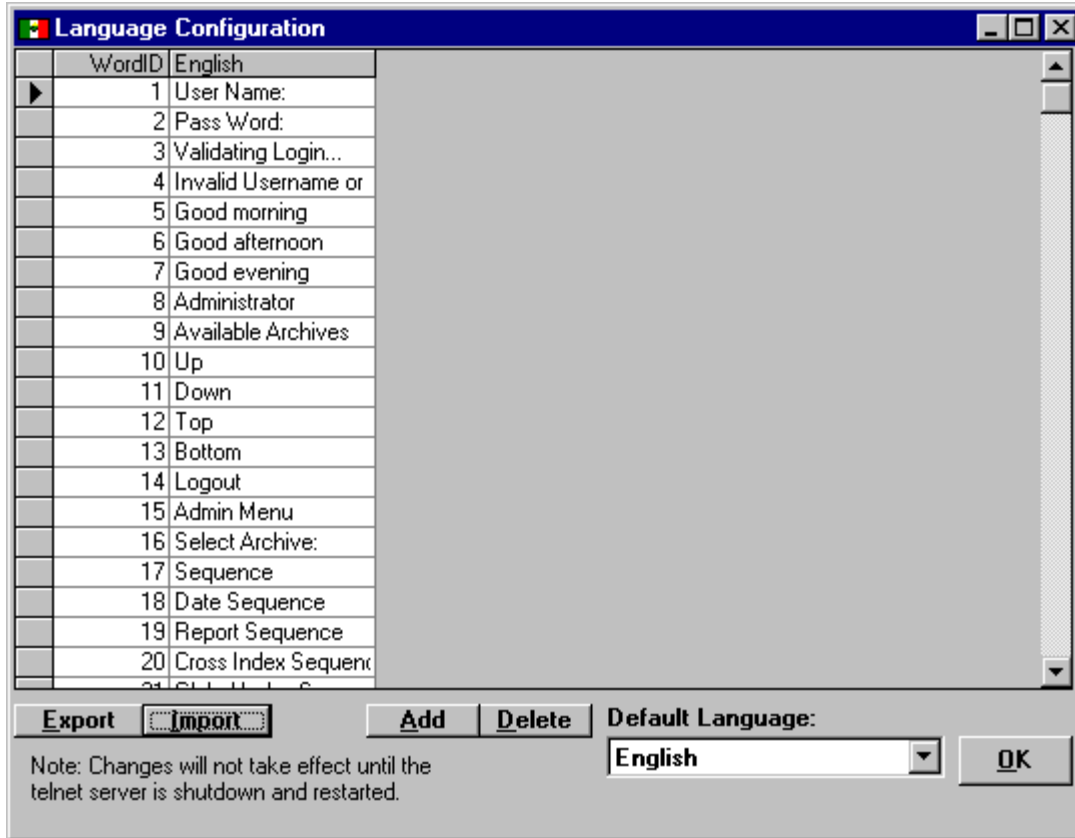 Language Configuration
WordID English
1 User Name:
2 Pass Word:
3 Validating Login...
4 Invalid Username or
5 Good morning
6 Good afternoon
7 Good evening
8 Administrator
9 Available Archives
10 Up
11 Down
12 Top
13 Bottom
14 Logout
15 Admin Menu
16 Select Archive:
17 Sequence
18 Date Sequence
19 Report Sequence
20 Cross Index Sequenc
21
Export Import Add Delete Default Language:
English OK
Note: Changes will not take effect until the
telnet server is shutdown and restarted.